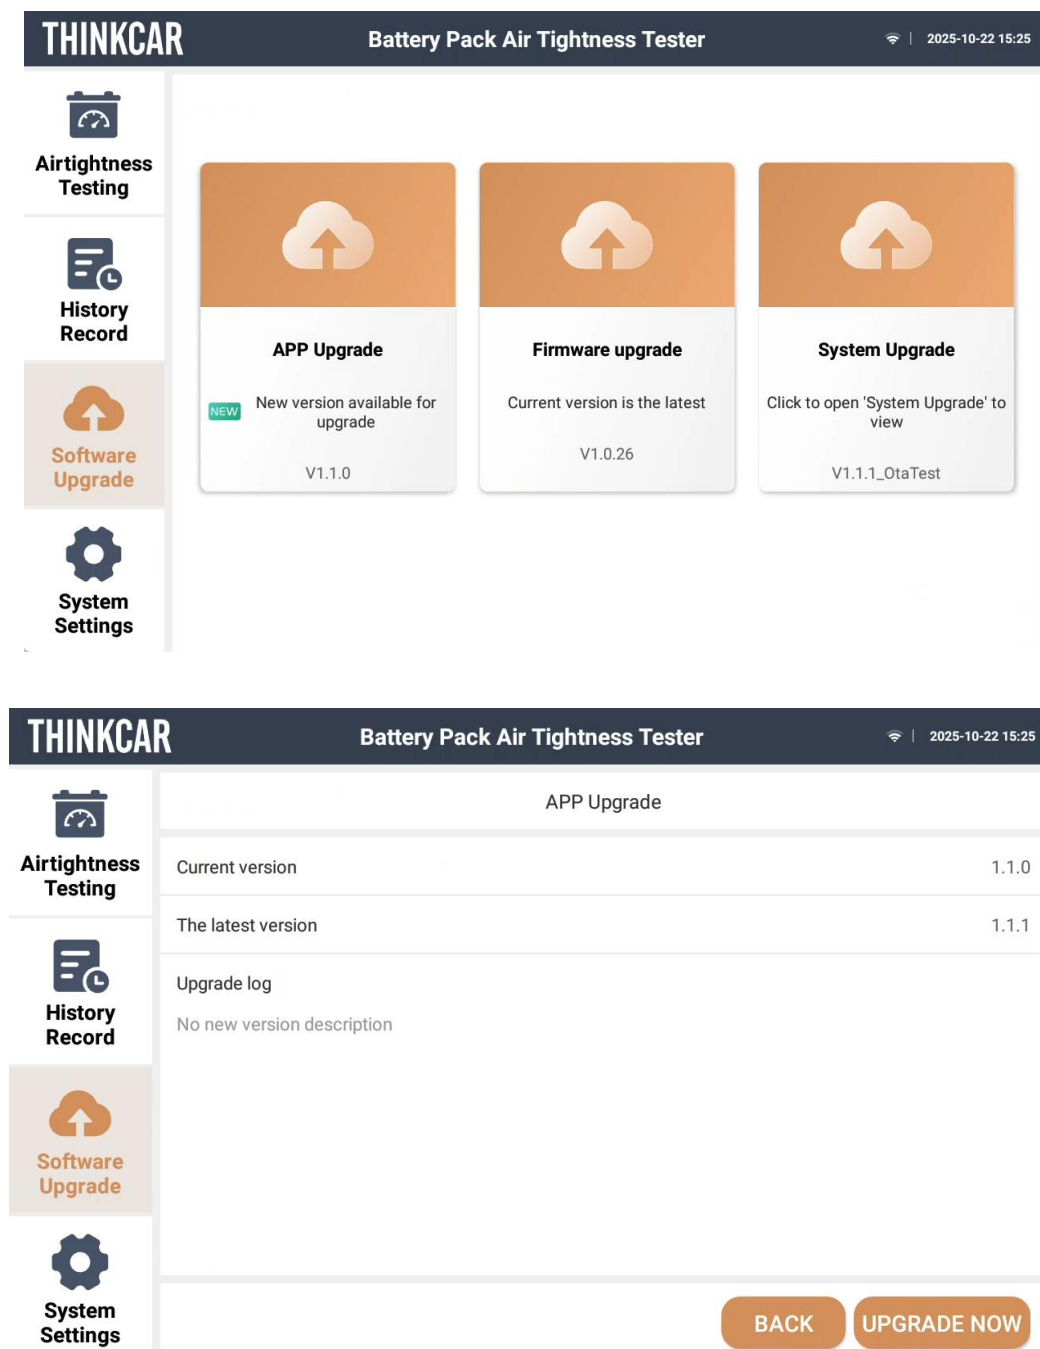 THINKCAR
Battery Pack Air Tightness Tester
2025-10-22 15:25
Airtightness
Testing
History
Record
Software
Upgrade
System
Settings
APP Upgrade
NEW
New version available for
upgrade
V1.1.0
Firmware upgrade
Current version is the latest
V1.0.26
System Upgrade
Click to open 'System Upgrade' to
view
V1.1.1_OtaTest
THINKCAR
Battery Pack Air Tightness Tester
2025-10-22 15:25
Airtightness
Testing
History
Record
Software
Upgrade
System
Settings
APP Upgrade
Current version 1.1.0
The latest version 1.1.1
Upgrade log
No new version description
BACK
UPGRADE NOW